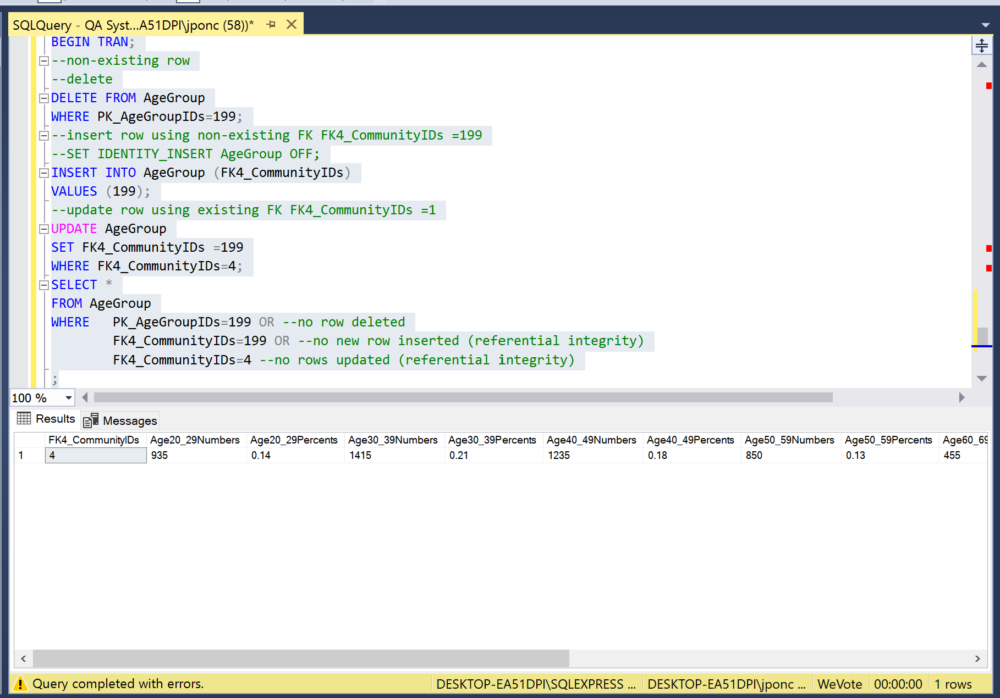 SQLQuery - QA Syst...A51DPI\jponc (58))*
BEGIN TRAN;
--non-existing row
--delete
DELETE FROM AgeGroup
WHERE PK_AgeGroupIDs=199;
--insert row using non-existing FK FK4_CommunityIDs =199
--SET IDENTITY_INSERT AgeGroup OFF;
INSERT INTO AgeGroup (FK4_CommunityIDs)
VALUES (199);
--update row using existing FK FK4_CommunityIDs =1
UPDATE AgeGroup
SET FK4_CommunityIDs =199
WHERE FK4_CommunityIDs=4;
SELECT *
FROM AgeGroup
WHERE   PK_AgeGroupIDs=199 OR --no row deleted
        FK4_CommunityIDs=199 OR --no new row inserted (referential integrity)
        FK4_CommunityIDs=4 --no rows updated (referential integrity)
;
100 %
Results Messages
FK4_CommunityIDs Age20_29Numbers Age20_29Percents Age30_39Numbers Age30_39Percents Age40_49Numbers Age40_49Percents Age50_59Numbers Age50_59Percents Age60_69
1 4 935 0.14 1415 0.21 1235 0.18 850 0.13 455
Query completed with errors. DESKTOP-EA51DPI\SQLEXPRESS ... DESKTOP-EA51DPI\jponc ... WeVote 00:00:00 1 rows